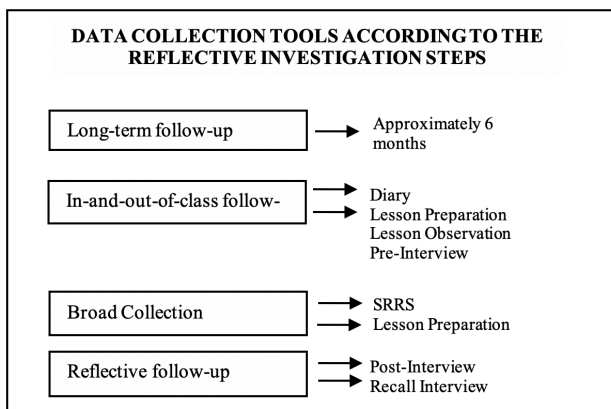 DATA COLLECTION TOOLS ACCORDING TO THE
REFLECTIVE INVESTIGATION STEPS
Long-term follow-up
Approximately 6
months
In-and-out-of-class follow-
Diary
Lesson Preparation
Lesson Observation
Pre-Interview
Broad Collection
SRRS
Lesson Preparation
Reflective follow-up
Post-Interview
Recall Interview